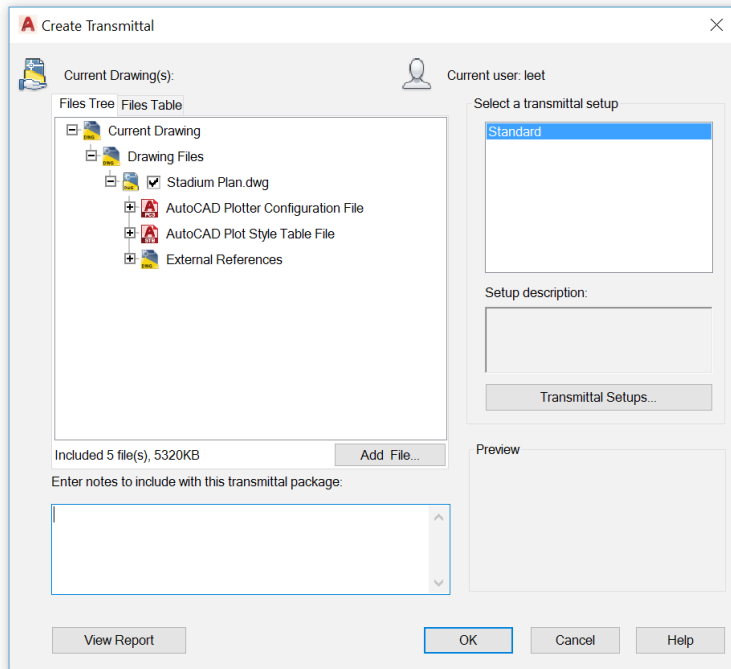 Create Transmittal
Current Drawing(s):
Current user: leet
Files Tree
Files Table
Current Drawing
Drawing Files
Stadium Plan.dwg
AutoCAD Plotter Configuration File
AutoCAD Plot Style Table File
External References
Included 5 file(s), 5320KB
Add File...
Enter notes to include with this transmittal package:
Select a transmittal setup
Standard
Setup description:
Transmittal Setups...
Preview
View Report
OK
Cancel
Help